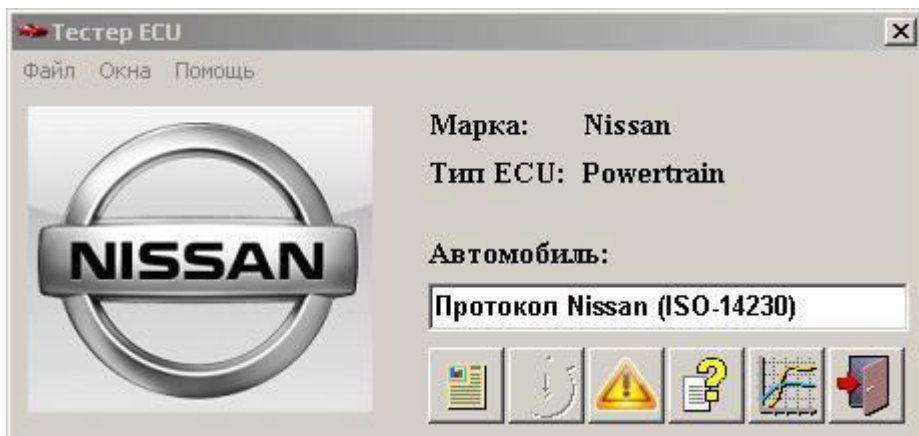 Тестер ECU
Файл Окна Помощь
NISSAN
Марка: Nissan
Тип ECU: Powertrain
Автомобиль:
Протокол Nissan (ISO-14230)